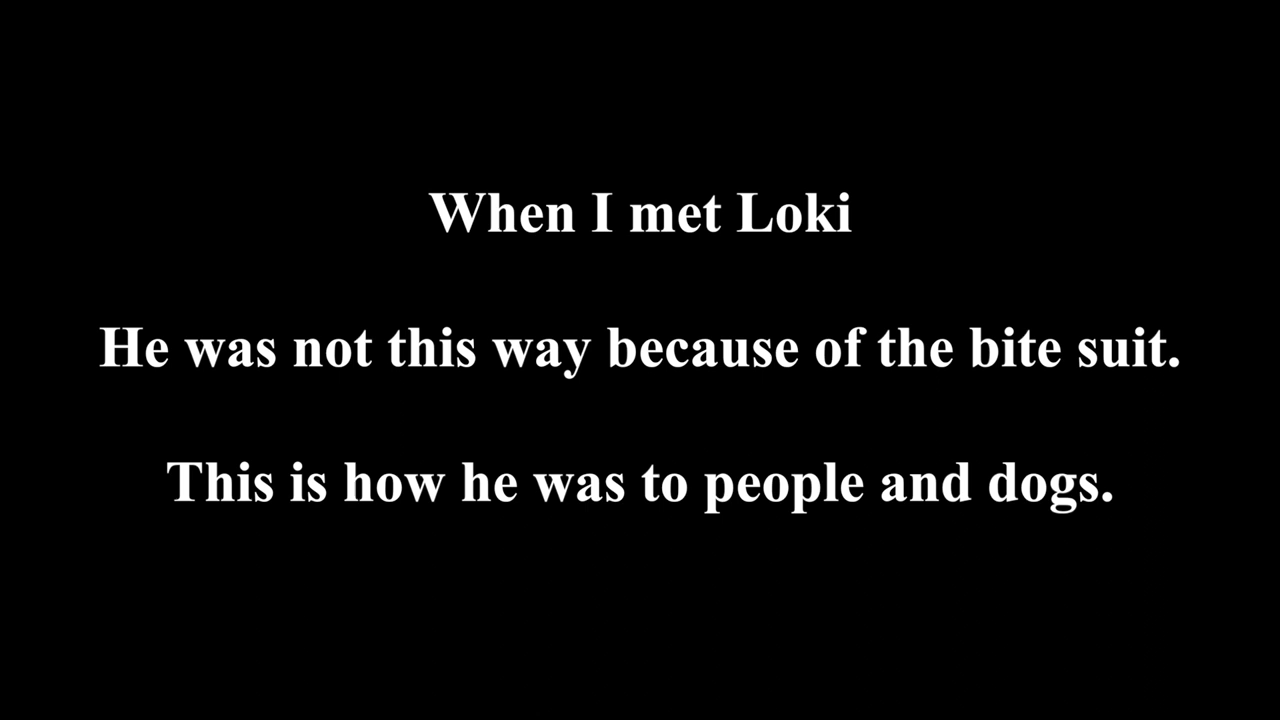 When I met Loki
He was not this way because of the bite suit.
This is how he was to people and dogs.